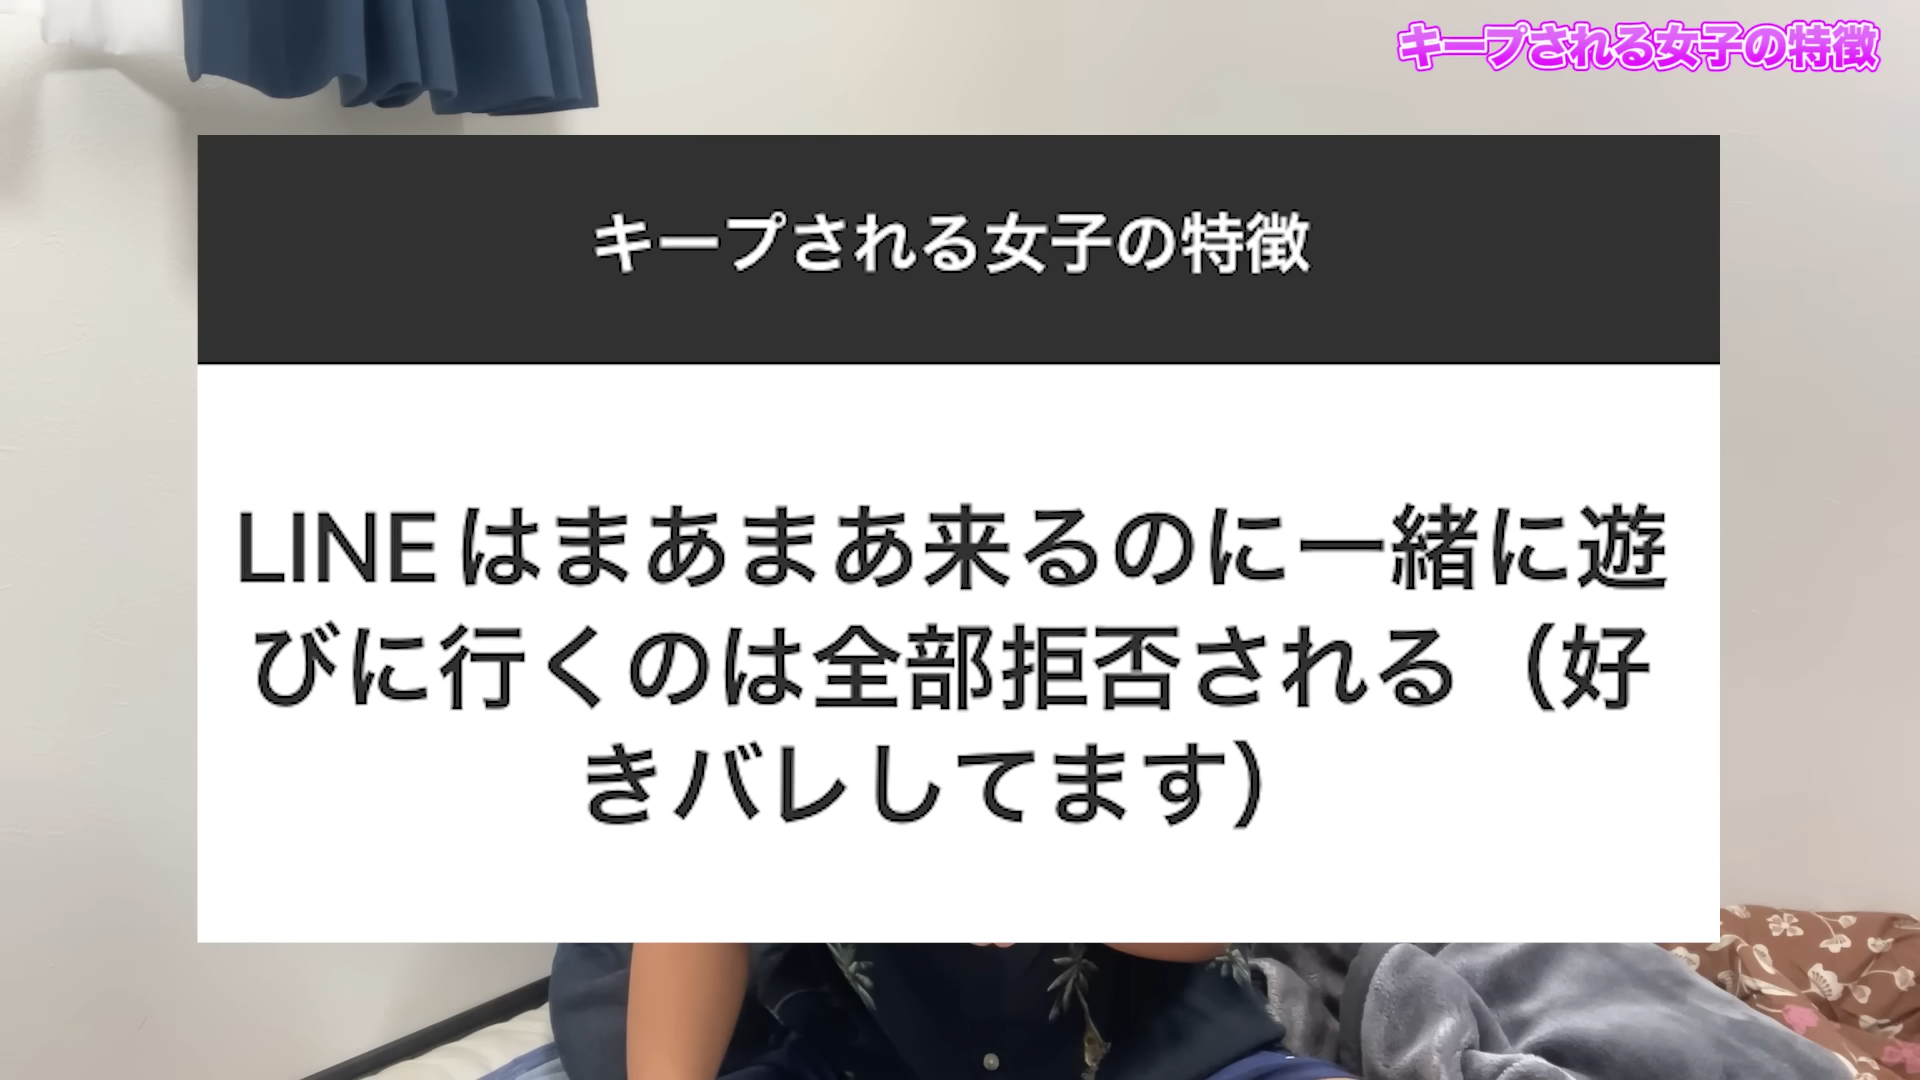 キープされる女子の特徴
キープされる女子の特徴
LINEはまあまあ来るのに一緒に遊
びに行くのは全部拒否される（好
きバレしてます）